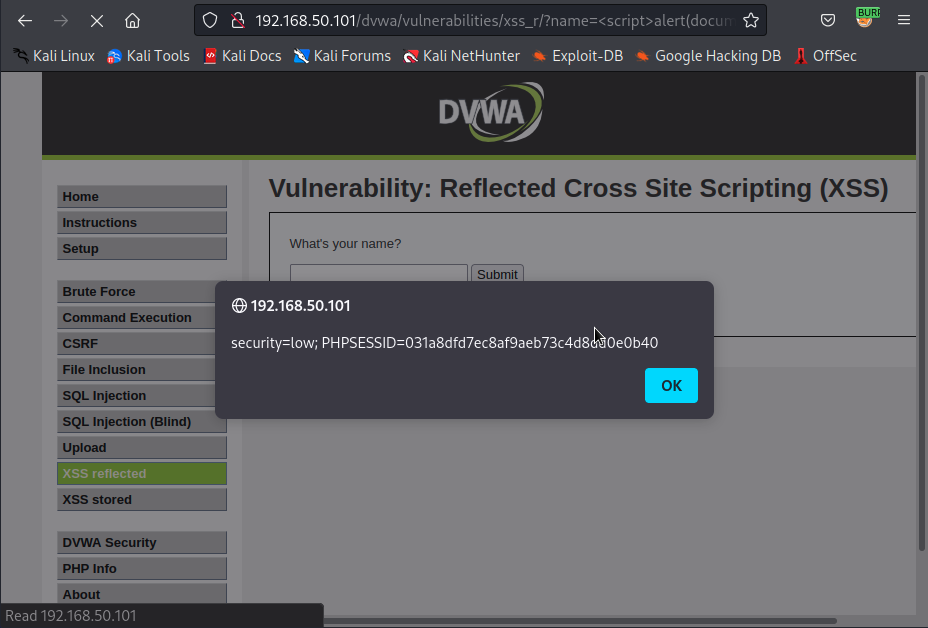 BURP
192.168.50.101/dvwa/vulnerabilities/xss_r/?name=<script>alert(docum
Kali Linux Kali Tools Kali Docs Kali Forums Kali NetHunter Exploit-DB Google Hacking DB OffSec
DVWA
Vulnerability: Reflected Cross Site Scripting (XSS)
Home
Instructions
Setup
What's your name?
Submit
Brute Force
Command Execution
CSRF
File Inclusion
SQL Injection
SQL Injection (Blind)
Upload
XSS reflected
XSS stored
DVWA Security
PHP Info
About
192.168.50.101
security=low; PHPSESSID=031a8dfd7ec8af9aeb73c4d8dd0e0b40
OK
Read 192.168.50.101